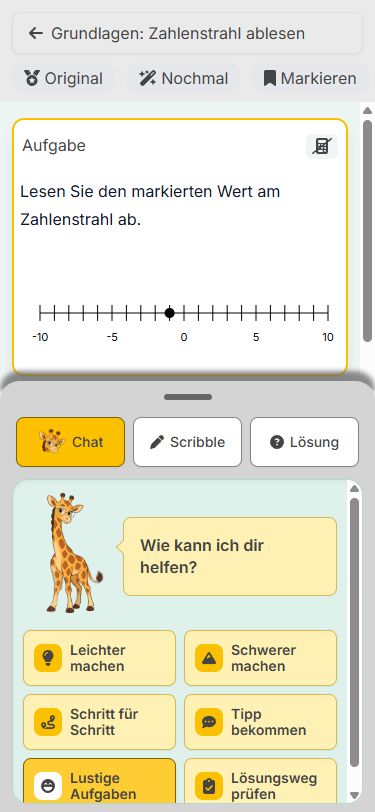 Grundlagen: Zahlenstrahl ablesen
Original Nochmal Markieren
Aufgabe
Lesen Sie den markierten Wert am
Zahlenstrahl ab.
-10 -5 0 5 10
Chat Scribble Lösung
Wie kann ich dir
helfen?
Leichter
machen
Schwerer
machen
Schritt für
Schritt
Tipp
bekommen
Lustige
Aufgaben
Lösungsweg
prüfen